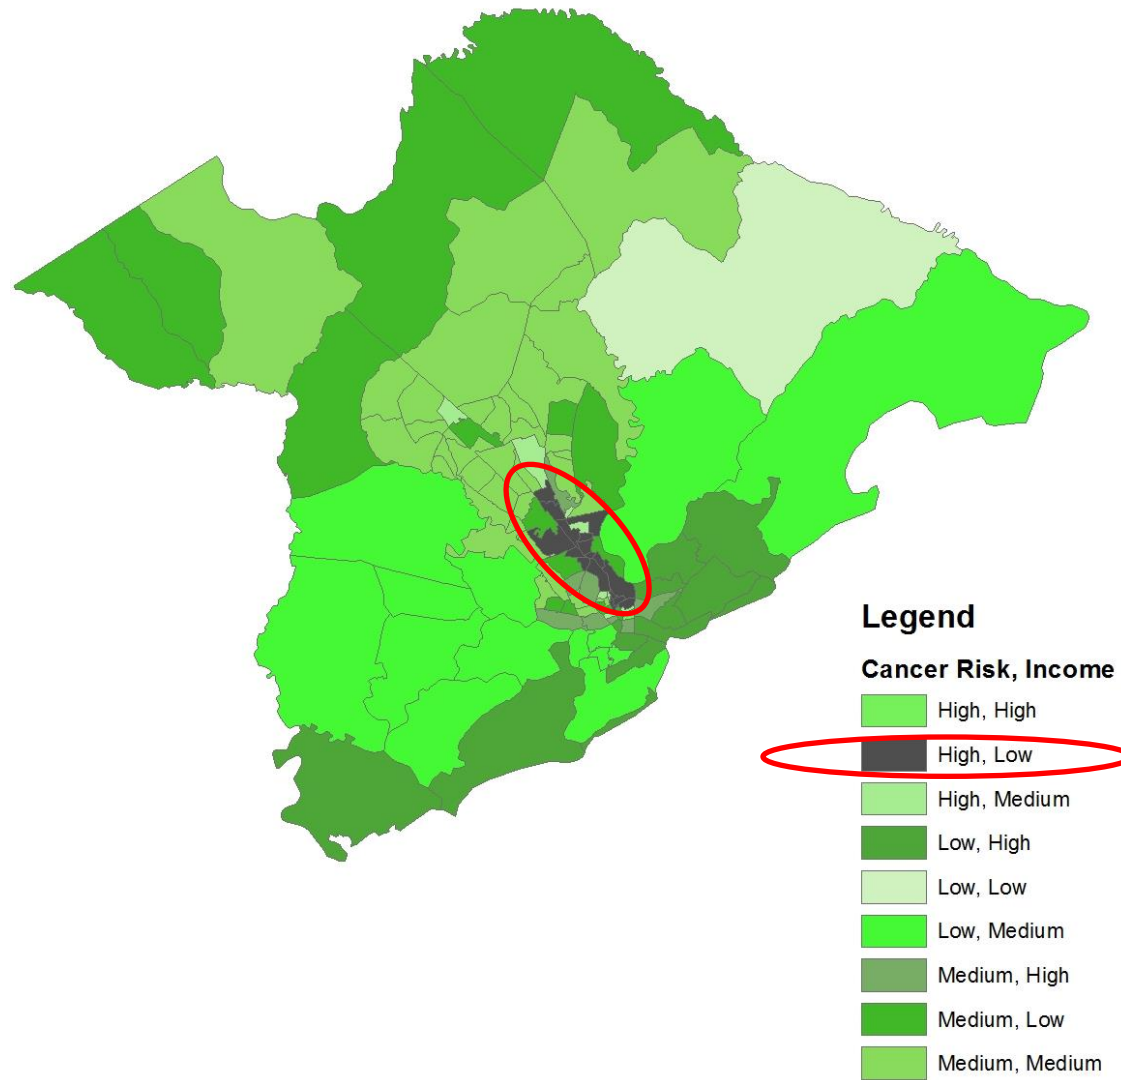 Legend
Cancer Risk, Income
High, High
High, Low
High, Medium
Low, High
Low, Low
Low, Medium
Medium, High
Medium, Low
Medium, Medium